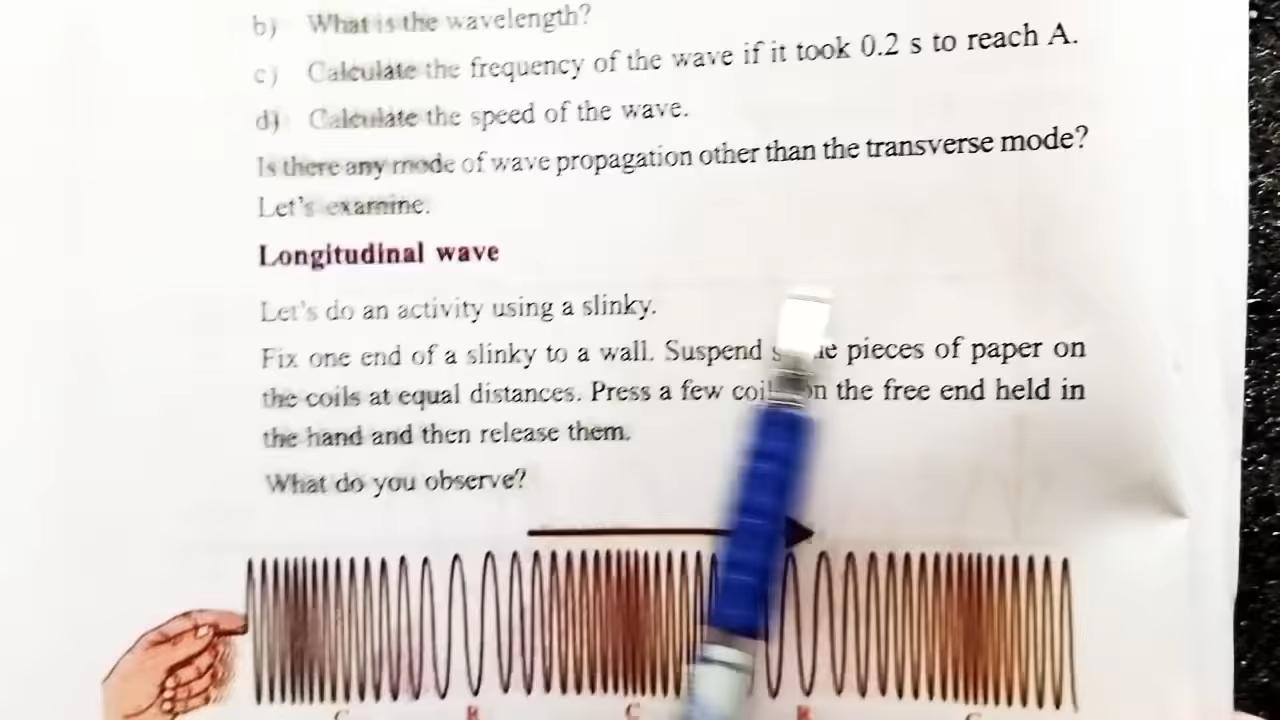 b) What is the wavelength?
c) Calculate the frequency of the wave if it took 0.2 s to reach A.
d) Calculate the speed of the wave.
Is there any mode of wave propagation other than the transverse mode?
Let's examine.
Longitudinal wave
Let's do an activity using a slinky.
Fix one end of a slinky to a wall. Suspend pieces of paper on
the coils at equal distances. Press a few on the free end held in
the hand and then release them.
What do you observe?
C R C R C